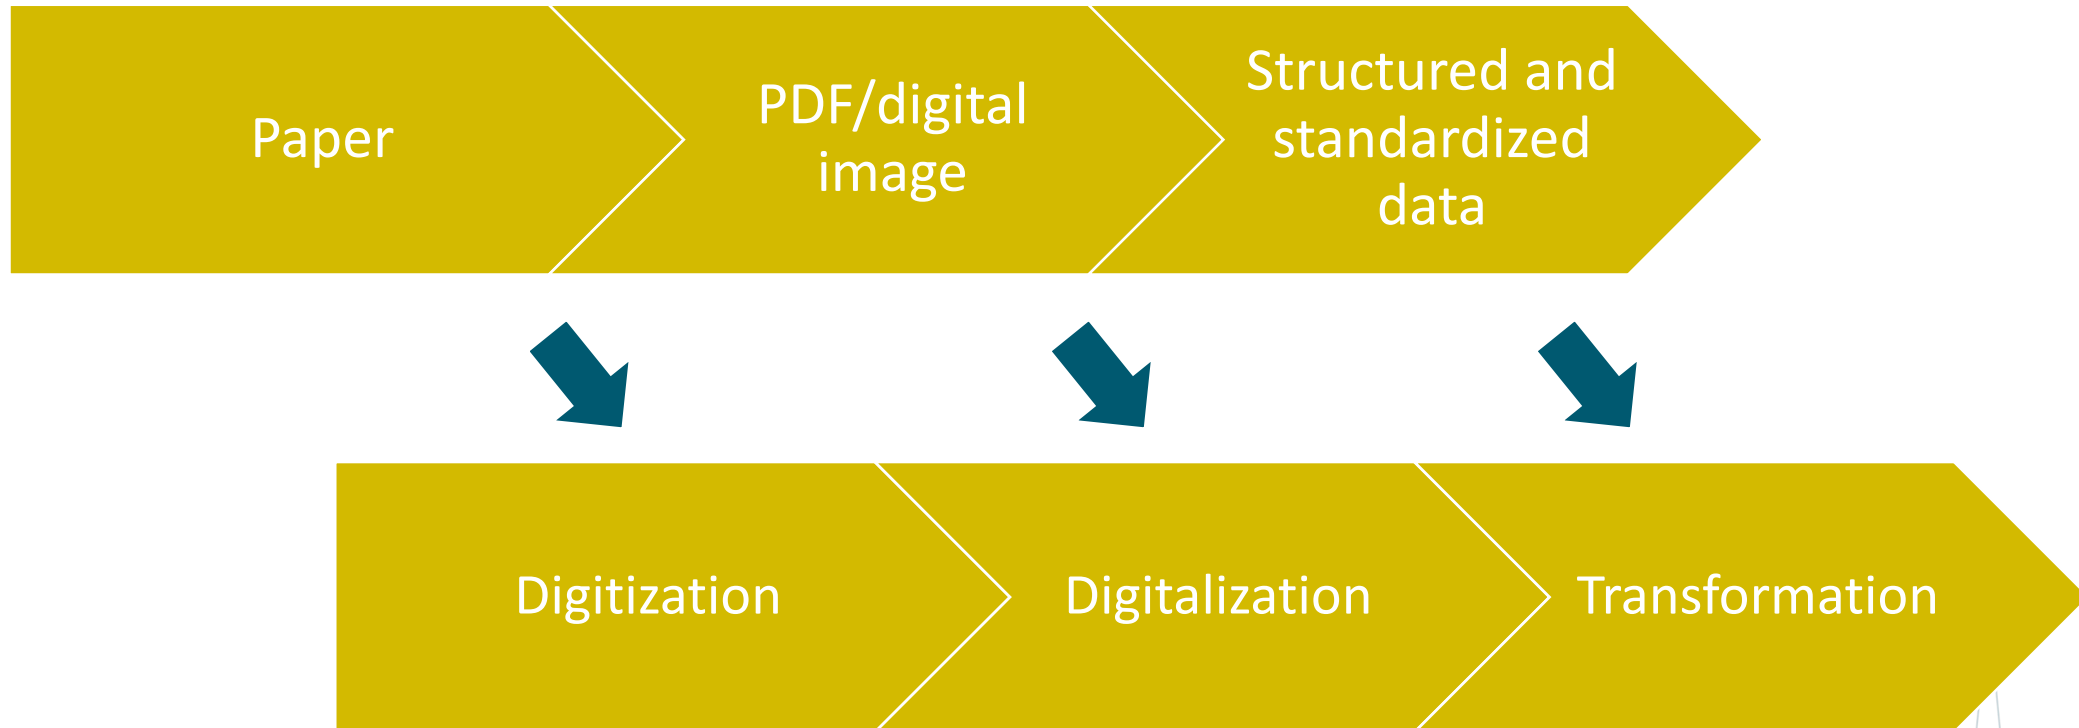 Paper
PDF/digital
image
Structured and
standardized
data
Digitization
Digitalization
Transformation